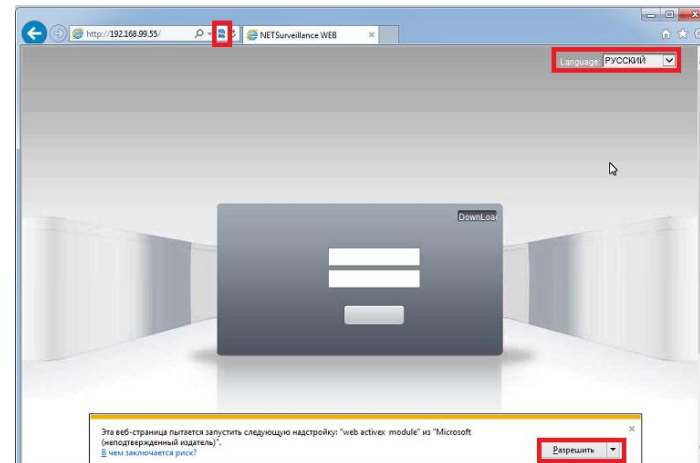 http://192.168.99.55/
NETSurveillance WEB
Language: РУССКИЙ
DownLoa
Эта веб-страница пытается запустить следующую надстройку: "web activex module" из "Microsoft
(неподтвержденный издатель)".
В чем заключается риск?
Разрешить